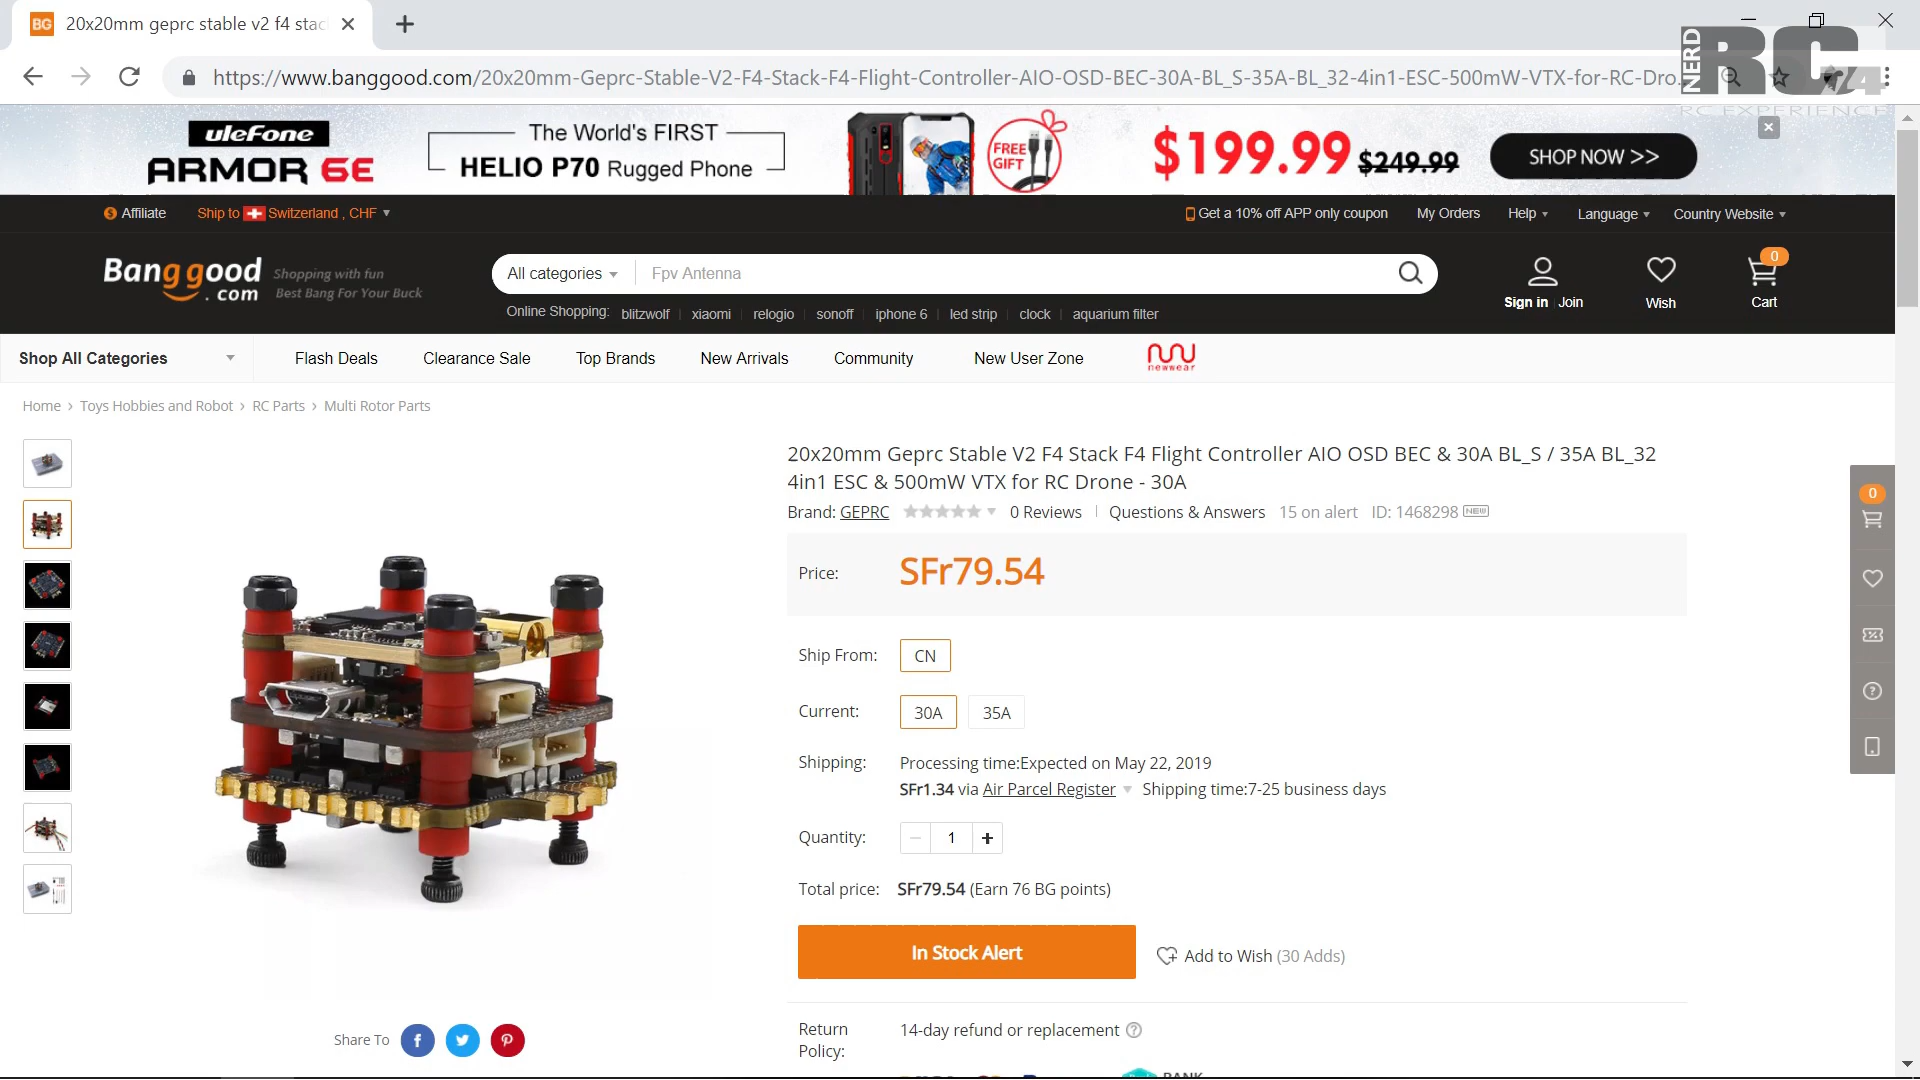 BG 20x20mm geprc stable v2 f4 stac
https://www.banggood.com/20x20mm-Geprc-Stable-V2-F4-Stack-F4-Flight-Controller-AIO-OSD-BEC-30A-BL_S-35A-BL_32-4in1-ESC-500mW-VTX-for-RC-Dro...
NERD RC 74
RC EXPERIENCE
uleFone
ARMOR 6E
The World's FIRST
HELIO P70 Rugged Phone
FREE
GIFT
$199.99 $249.99
SHOP NOW >>
Affiliate Ship to Switzerland , CHF
Get a 10% off APP only coupon My Orders Help Language Country Website
Banggood
.com
Shopping with fun
Best Bang For Your Buck
All categories Fpv Antenna
Online Shopping: blitzwolf xiaomi relogio sonoff iphone 6 led strip clock aquarium filter
Sign in Join
Wish
0
Cart
Shop All Categories Flash Deals Clearance Sale Top Brands New Arrivals Community New User Zone
newwear
Home › Toys Hobbies and Robot › RC Parts › Multi Rotor Parts
20x20mm Geprc Stable V2 F4 Stack F4 Flight Controller AIO OSD BEC & 30A BL_S / 35A BL_32
4in1 ESC & 500mW VTX for RC Drone - 30A
Brand: GEPRC 0 Reviews Questions & Answers 15 on alert ID: 1468298 NEW
0
Price: SFr79.54
Ship From: CN
Current: 30A 35A
Shipping: Processing time:Expected on May 22, 2019
SFr1.34 via Air Parcel Register Shipping time:7-25 business days
Quantity: 1 +
Total price: SFr79.54 (Earn 76 BG points)
In Stock Alert
Add to Wish (30 Adds)
Share To
Return
Policy:
14-day refund or replacement
BANK